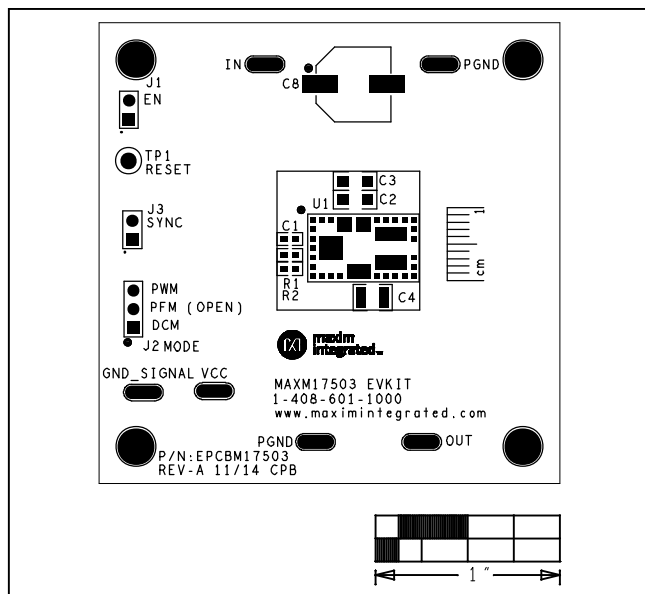 IN
PGND
C8
J1
EN
TP1
RESET
C3
C2
U1
C1
R1
R2
C4
J3
SYNC
1
cm
PWM
PFM (OPEN)
DCM
J2 MODE
maxim
integrated™
GND_SIGNAL VCC
MAXM17503 EVKIT
1-408-601-1000
www.maximintegrated.com
PGND
OUT
P/N:EPCBM17503
REV-A 11/14 CPB
1"